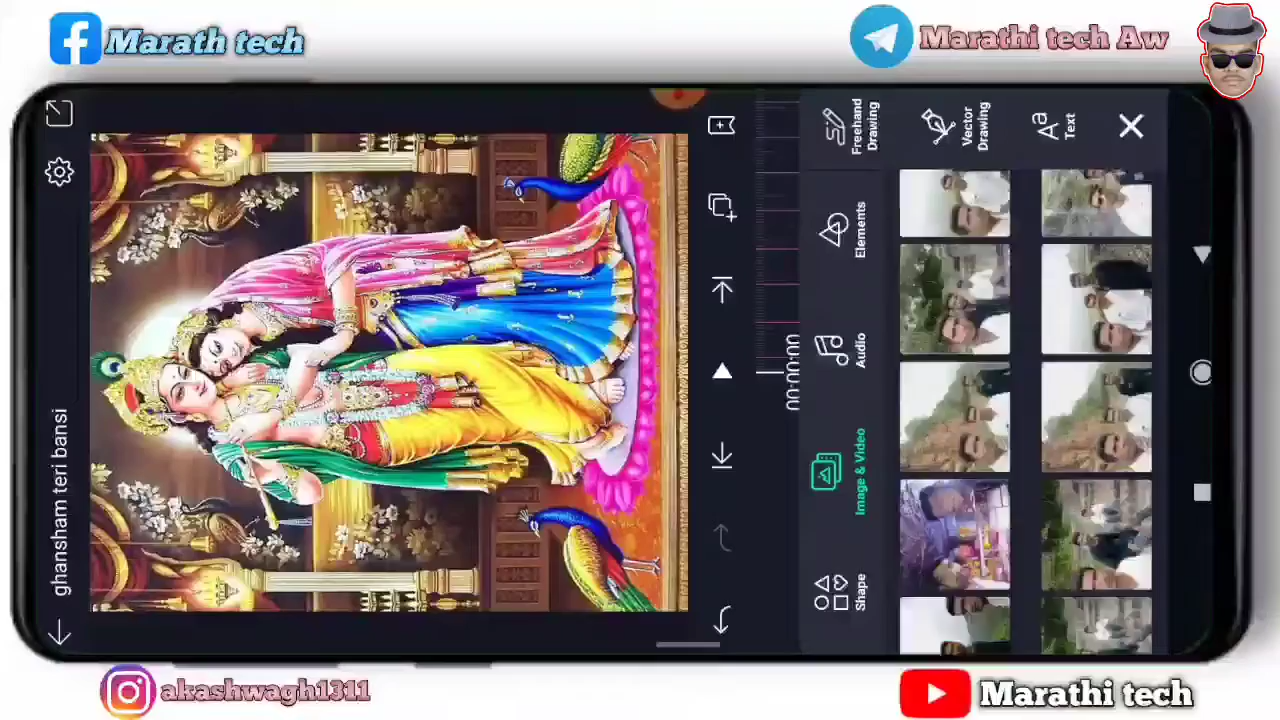 Marath tech
Marathi tech Aw
ghansham teri bansi
00:00:00
Shape
Image & Video
Audio
Elements
Freehand
Drawing
Vector
Drawing
Aa
Text
akashwagh1311
Marathi tech